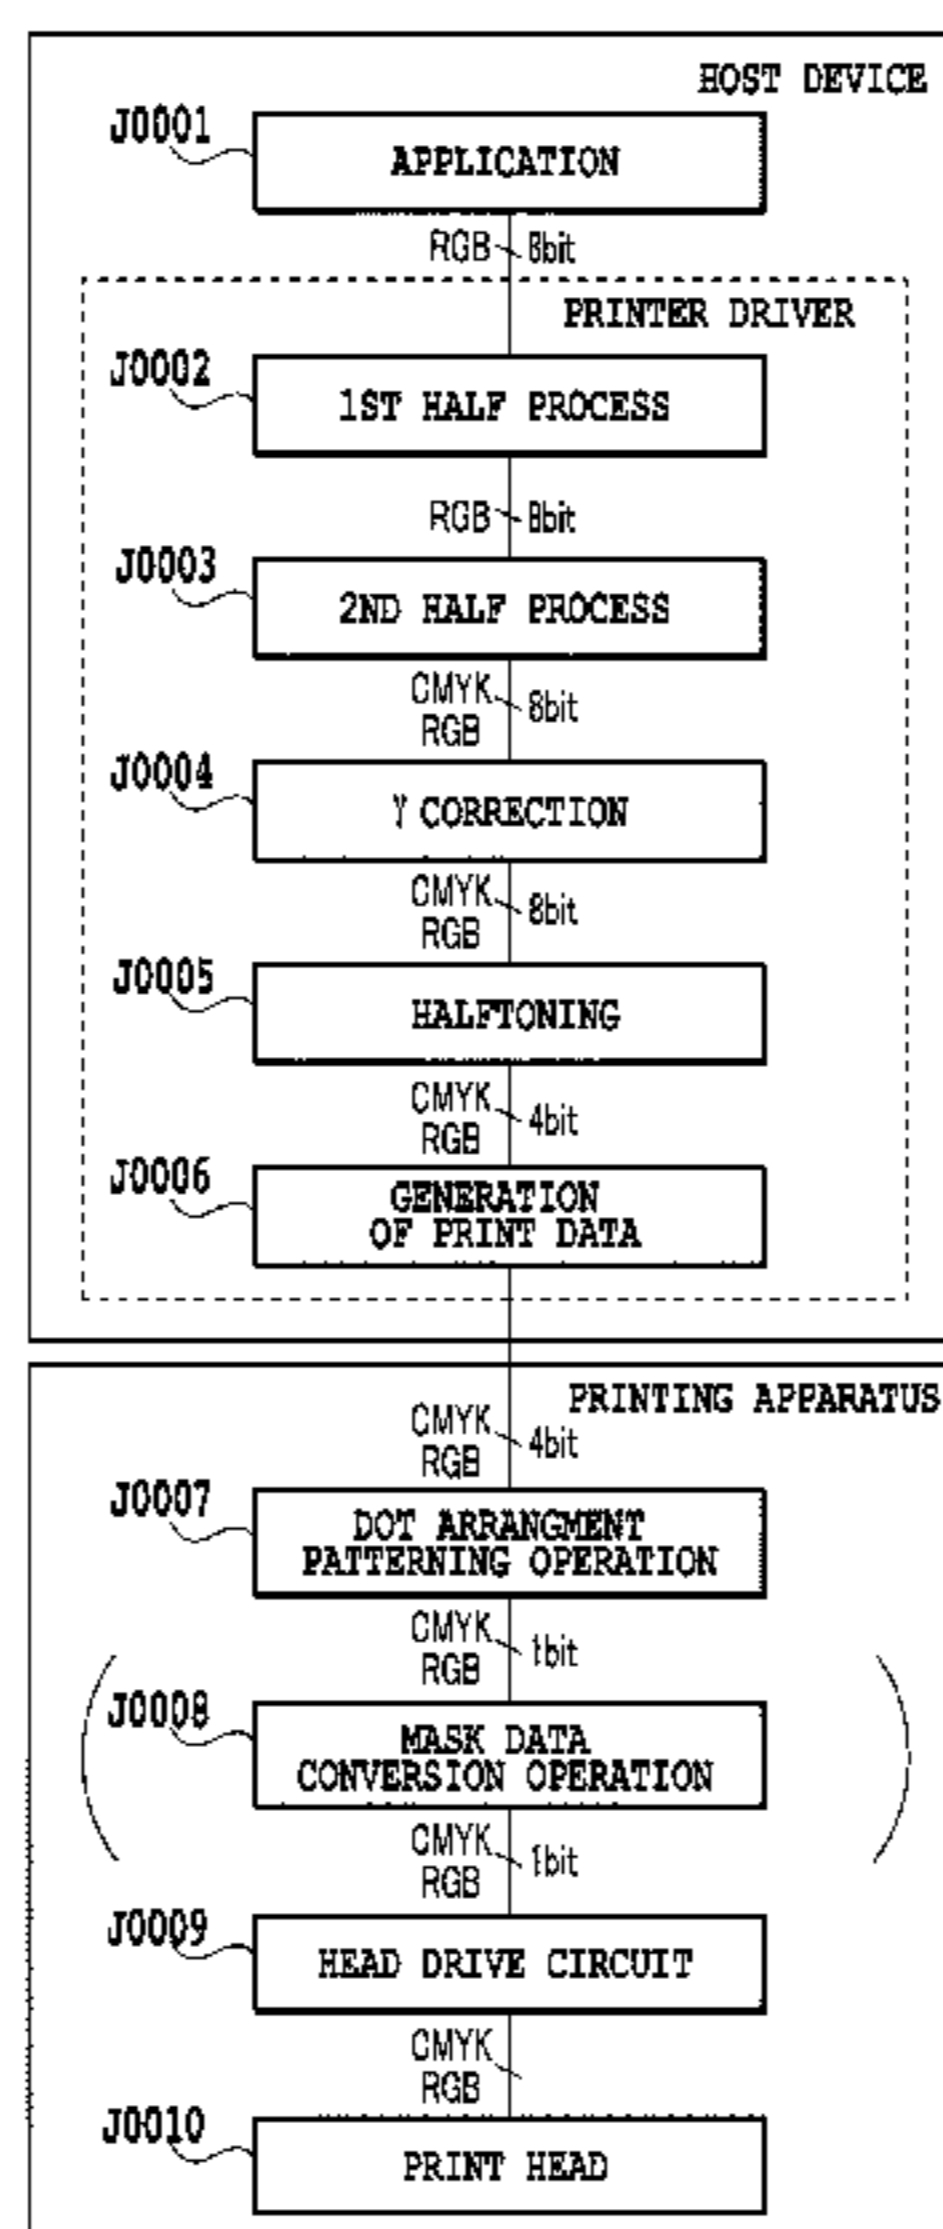 HOST DEVICE
J0001
APPLICATION
RGB 8bit
PRINTER DRIVER
J0002
1ST HALF PROCESS
RGB 8bit
J0003
2ND HALF PROCESS
CMYK
RGB 8bit
J0004
γ CORRECTION
CMYK
RGB 8bit
J0005
HALFTONING
CMYK
RGB 4bit
J0006
GENERATION
OF PRINT DATA
PRINTING APPARATUS
CMYK
RGB 4bit
J0007
DOT ARRANGMENT
PATTERNING OPERATION
CMYK
RGB 1bit
J0008
MASK DATA
CONVERSION OPERATION
CMYK
RGB 1bit
J0009
HEAD DRIVE CIRCUIT
CMYK
RGB
J0010
PRINT HEAD